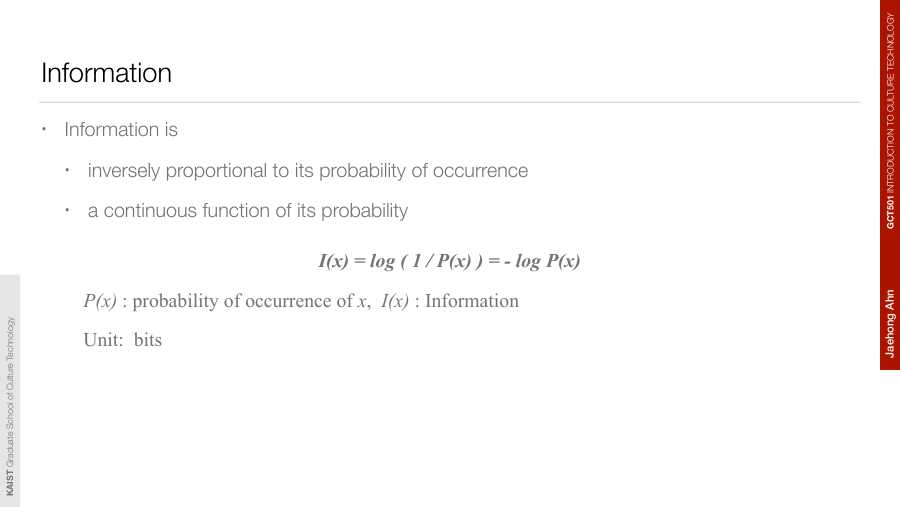 Information
• Information is
• inversely proportional to its probability of occurrence
• a continuous function of its probability
I(x) = log ( 1 / P(x) ) = - log P(x)
P(x) : probability of occurrence of x, I(x) : Information
Unit: bits
KAIST Graduate School of Culture Technology
GCT501 INTRODUCTION TO CULTURE TECHNOLOGY
Jaehong Ahn